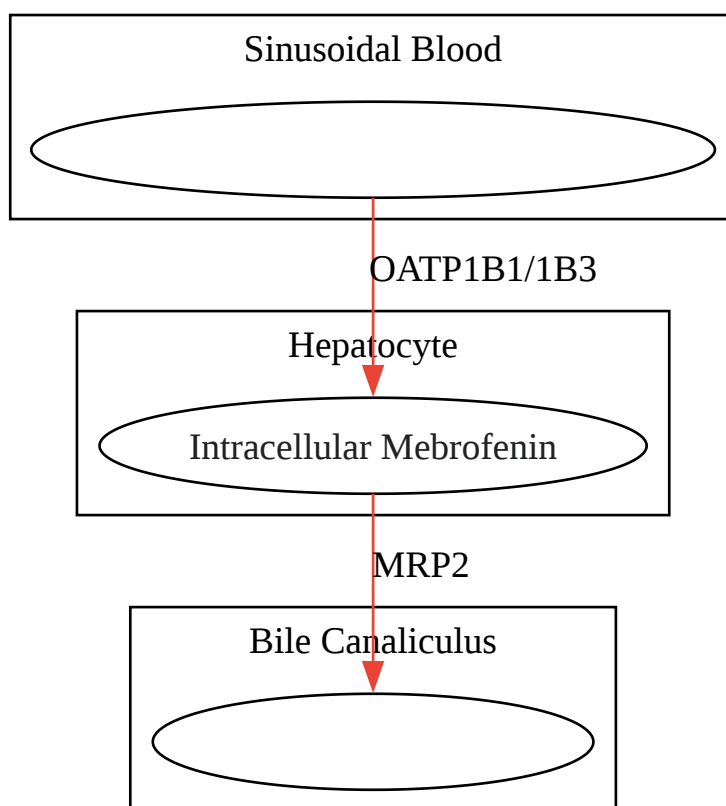 Sinusoidal Blood
OATP1B1/1B3
Hepatocyte
Intracellular Mebrofenin
MRP2
Bile Canaliculus